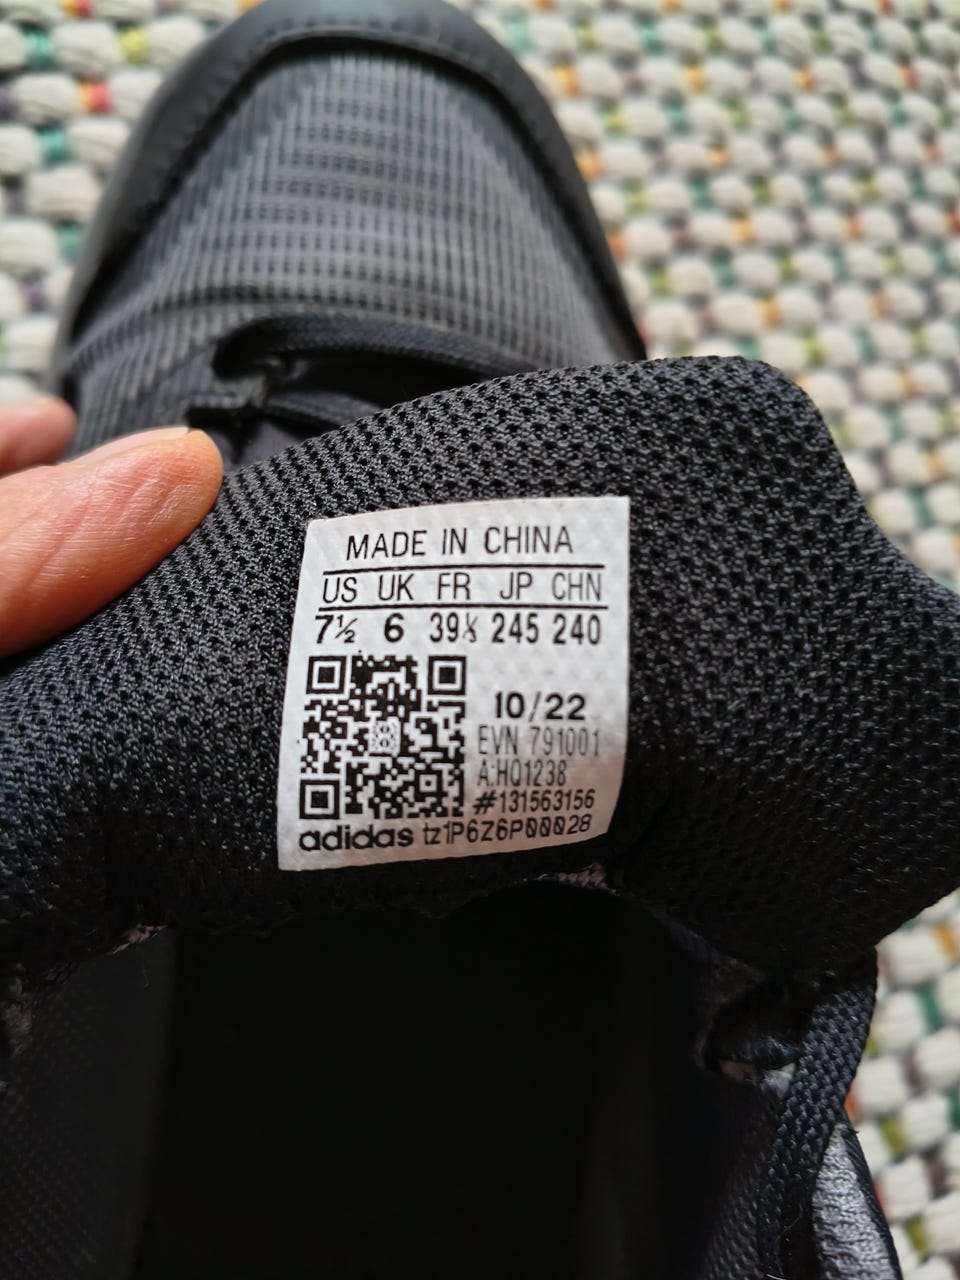 MADE IN CHINA
US UK FR JP CHN
7½ 6 39⅓ 245 240
10/22
EVN 791001
A:HQ1238
#131563156
adidas tz1P6Z6P00028